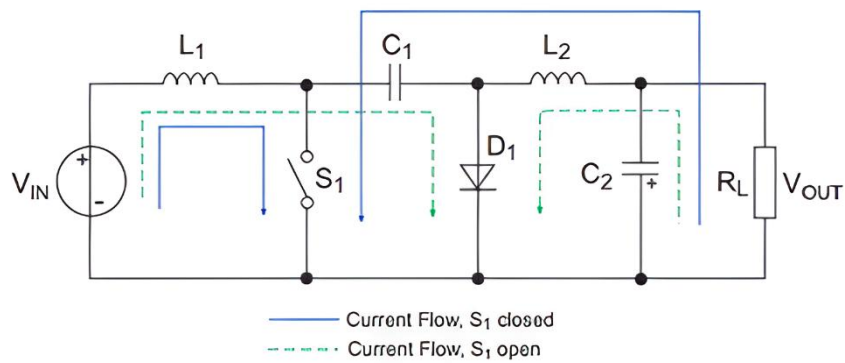 L1
C1
L2
VIN
+
-
S1
D1
C2
+
RL
VOUT
Current Flow, S1 closed
Current Flow, S1 open